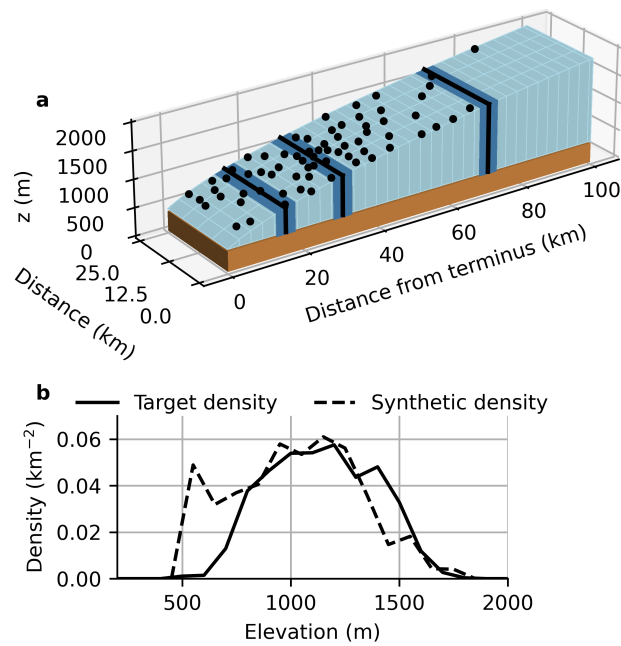 a
2000
1500
1000
500
z (m)
0
25.0
12.5
0.0
Distance (km)
0
20
40
60
80
100
Distance from terminus (km)
b
Target density
Synthetic density
0.06
0.04
0.02
0.00
Density (km⁻²)
500
1000
1500
2000
Elevation (m)